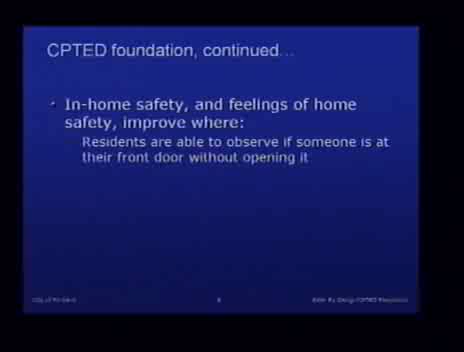 CPTED foundation, continued…
In-home safety, and feelings of home
safety, improve where:
Residents are able to observe if someone is at
their front door without opening it